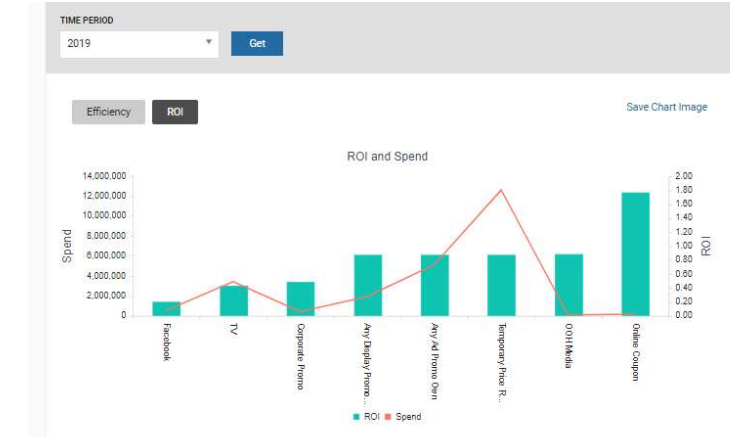 TIME PERIOD
2019
Get
Efficiency
ROI
Save Chart Image
ROI and Spend
14,000,000
12,000,000
10,000,000
8,000,000
6,000,000
4,000,000
2,000,000
0
Spend
2.00
1.80
1.60
1.40
1.20
1.00
0.80
0.60
0.40
0.20
0.00
ROI
Facebook
TV
Corporate Promo
Any Display Promo...
Any Ad Promo Own
Temporary Price R...
OOH Media
Online Coupon
ROI
Spend